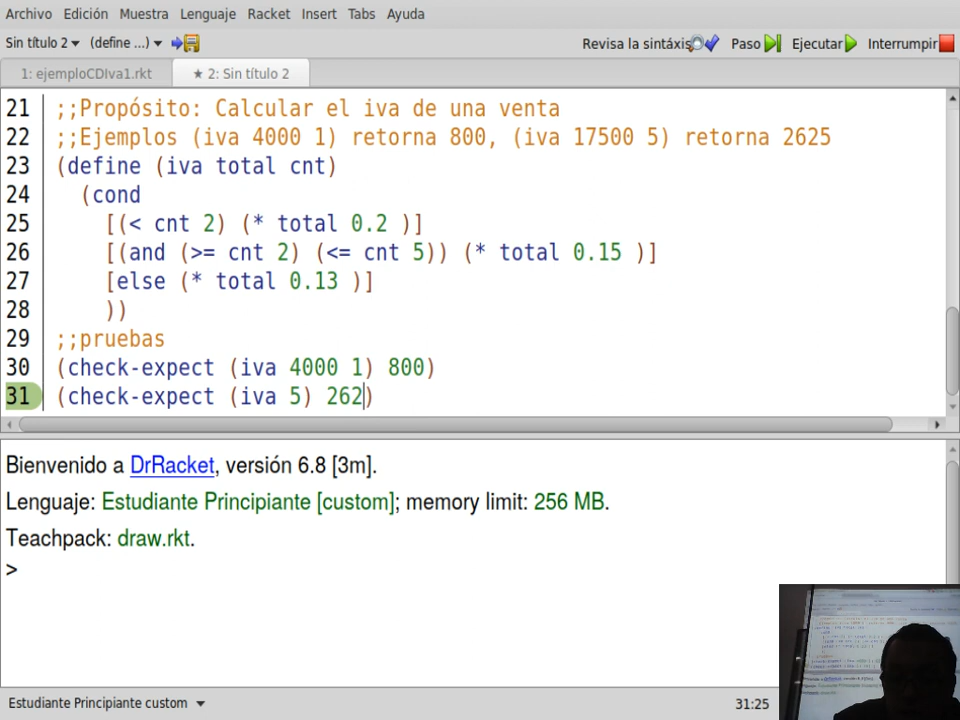 Archivo Edición Muestra Lenguaje Racket Insert Tabs Ayuda
Sin título 2 (define ...) Revisa la sintáxis Paso Ejecutar Interrumpir
1: ejemploCDIva1.rkt ★ 2: Sin título 2
21 ;;Propósito: Calcular el iva de una venta
22 ;;Ejemplos (iva 4000 1) retorna 800, (iva 17500 5) retorna 2625
23 (define (iva total cnt)
24 (cond
25 [(< cnt 2) (* total 0.2 )]
26 [(and (>= cnt 2) (<= cnt 5)) (* total 0.15 )]
27 [else (* total 0.13 )]
28 ))
29 ;;pruebas
30 (check-expect (iva 4000 1) 800)
31 (check-expect (iva 5) 262)
Bienvenido a DrRacket, versión 6.8 [3m].
Lenguaje: Estudiante Principiante [custom]; memory limit: 256 MB.
Teachpack: draw.rkt.
>
Estudiante Principiante custom 31:25